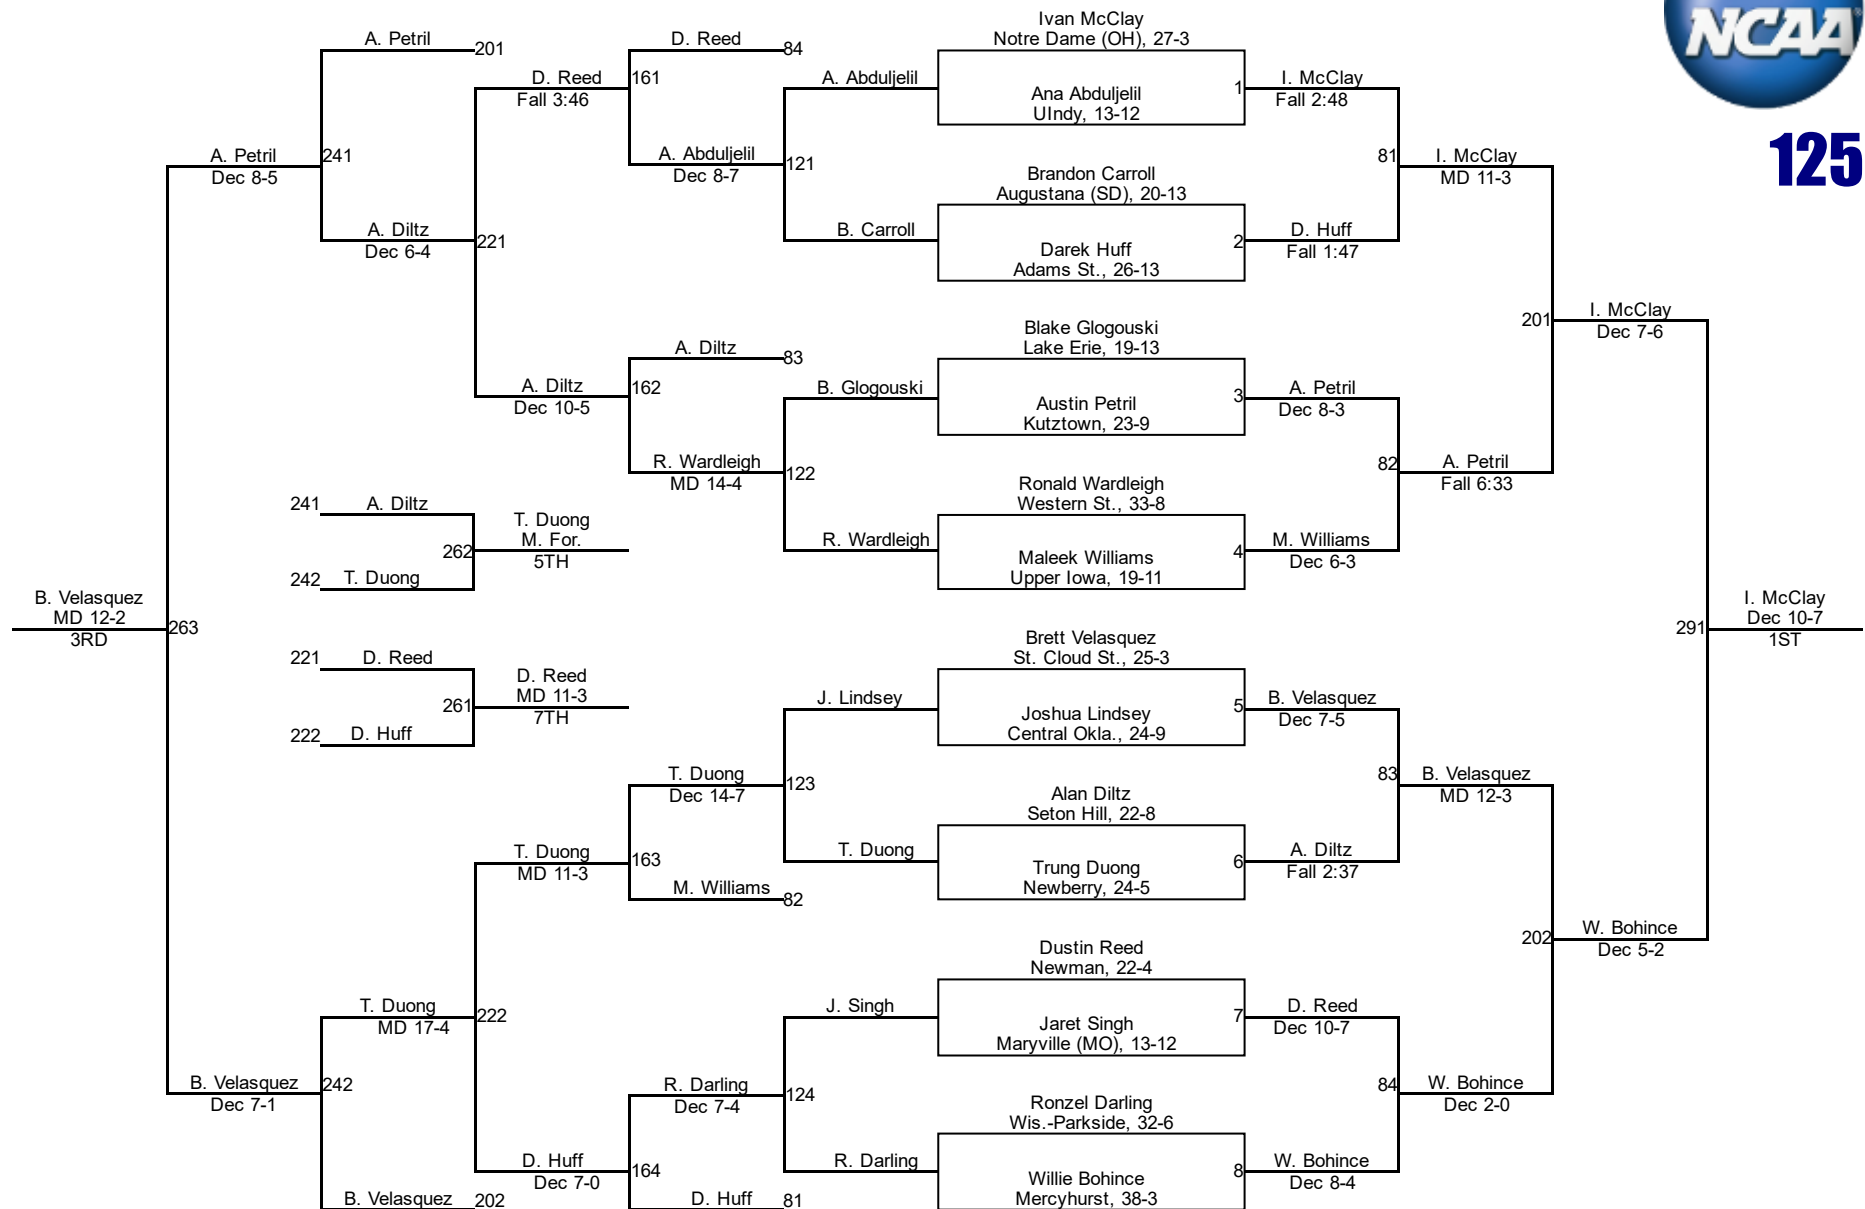 NCAA
125
Ivan McClay
Notre Dame (OH), 27-3
A. Petril
201
D. Reed
84
D. Reed
Fall 3:46
161
A. Abduljelil
Ana Abduljelil
UIndy, 13-12
1
I. McClay
Fall 2:48
A. Petril
Dec 8-5
241
A. Abduljelil
Dec 8-7
121
81
I. McClay
MD 11-3
Brandon Carroll
Augustana (SD), 20-13
A. Diltz
Dec 6-4
221
B. Carroll
Darek Huff
Adams St., 26-13
2
D. Huff
Fall 1:47
201
I. McClay
Dec 7-6
Blake Glogouski
Lake Erie, 19-13
A. Diltz
83
A. Diltz
Dec 10-5
162
B. Glogouski
Austin Petril
Kutztown, 23-9
3
A. Petril
Dec 8-3
R. Wardleigh
MD 14-4
122
82
A. Petril
Fall 6:33
Ronald Wardleigh
Western St., 33-8
241
A. Diltz
T. Duong
M. For.
5TH
262
R. Wardleigh
Maleek Williams
Upper Iowa, 19-11
4
M. Williams
Dec 6-3
242
T. Duong
B. Velasquez
MD 12-2
3RD
263
291
I. McClay
Dec 10-7
1ST
Brett Velasquez
St. Cloud St., 25-3
221
D. Reed
D. Reed
MD 11-3
7TH
261
J. Lindsey
Joshua Lindsey
Central Okla., 24-9
5
B. Velasquez
Dec 7-5
222
D. Huff
T. Duong
Dec 14-7
123
83
B. Velasquez
MD 12-3
Alan Diltz
Seton Hill, 22-8
T. Duong
MD 11-3
163
T. Duong
Trung Duong
Newberry, 24-5
6
A. Diltz
Fall 2:37
M. Williams
82
202
W. Bohince
Dec 5-2
Dustin Reed
Newman, 22-4
T. Duong
MD 17-4
222
J. Singh
Jaret Singh
Maryville (MO), 13-12
7
D. Reed
Dec 10-7
B. Velasquez
Dec 7-1
242
R. Darling
Dec 7-4
124
84
W. Bohince
Dec 2-0
Ronzel Darling
Wis.-Parkside, 32-6
D. Huff
Dec 7-0
164
R. Darling
Willie Bohince
Mercyhurst, 38-3
8
W. Bohince
Dec 8-4
B. Velasquez
202
D. Huff
81